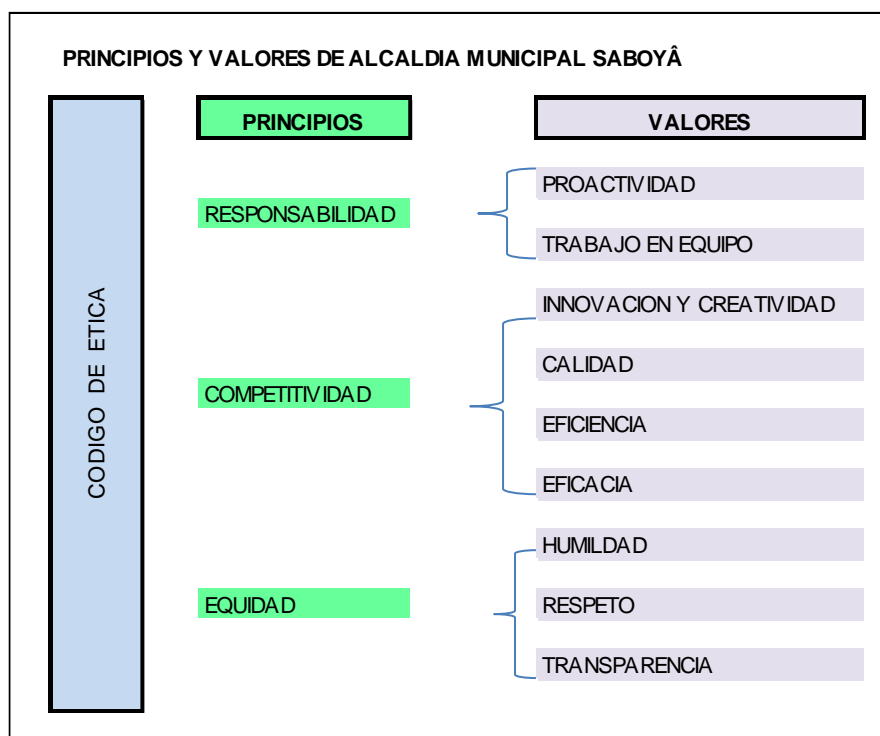 PRINCIPIOS Y VALORES DE ALCALDIA MUNICIPAL SABOYÂ
CODIGO DE ETICA
PRINCIPIOS
VALORES
RESPONSABILIDAD
PROACTIVIDAD
TRABAJO EN EQUIPO
COMPETITIVIDAD
INNOVACION Y CREATIVIDAD
CALIDAD
EFICIENCIA
EFICACIA
EQUIDAD
HUMILDAD
RESPETO
TRANSPARENCIA